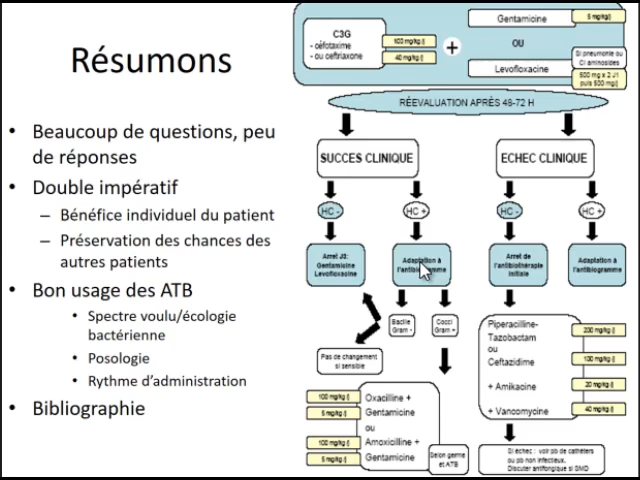 Résumons
• Beaucoup de questions, peu
de réponses
• Double impératif
– Bénéfice individuel du patient
– Préservation des chances des
autres patients
• Bon usage des ATB
• Spectre voulu/écologie
bactérienne
• Posologie
• Rythme d'administration
• Bibliographie
C3G
- céfotaxime
- ou ceftriaxone
100 mg/kg/j
40 mg/kg/j
+
Gentamicine
5 mg/kg/j
OU
Levofloxacine
Si pneumonie ou
CI aminosides
500 mg x 2 J1
puis 500 mg/j
RÉEVALUATION APRÈS 48-72 H
SUCCES CLINIQUE
ECHEC CLINIQUE
HC -
HC +
HC -
HC +
Arret J3:
Gentamicine
Levofloxacine
Adaptation à
l'antibiogramme
Arret de
l'antibiothérapie
initiale
Adaptation à
l'antibiogramme
Bacile
Gram -
Cocci
Gram +
Pas de changement
si sensible
100 mg/kg/j
5 mg/kg/j
100 mg/kg/j
5 mg/kg/j
Oxacilline +
Gentamicine
ou
Amoxicilline +
Gentamicine
Selon germe
et ATB
Piperacilline-
Tazobactam
ou
Ceftazidime
+ Amikacine
+ Vancomycine
200 mg/kg/j
100 mg/kg/j
20 mg/kg/j
40 mg/kg/j
Si échec : voir pb de cathéters
ou pb non infectieux.
Discuter antifongique si SMD